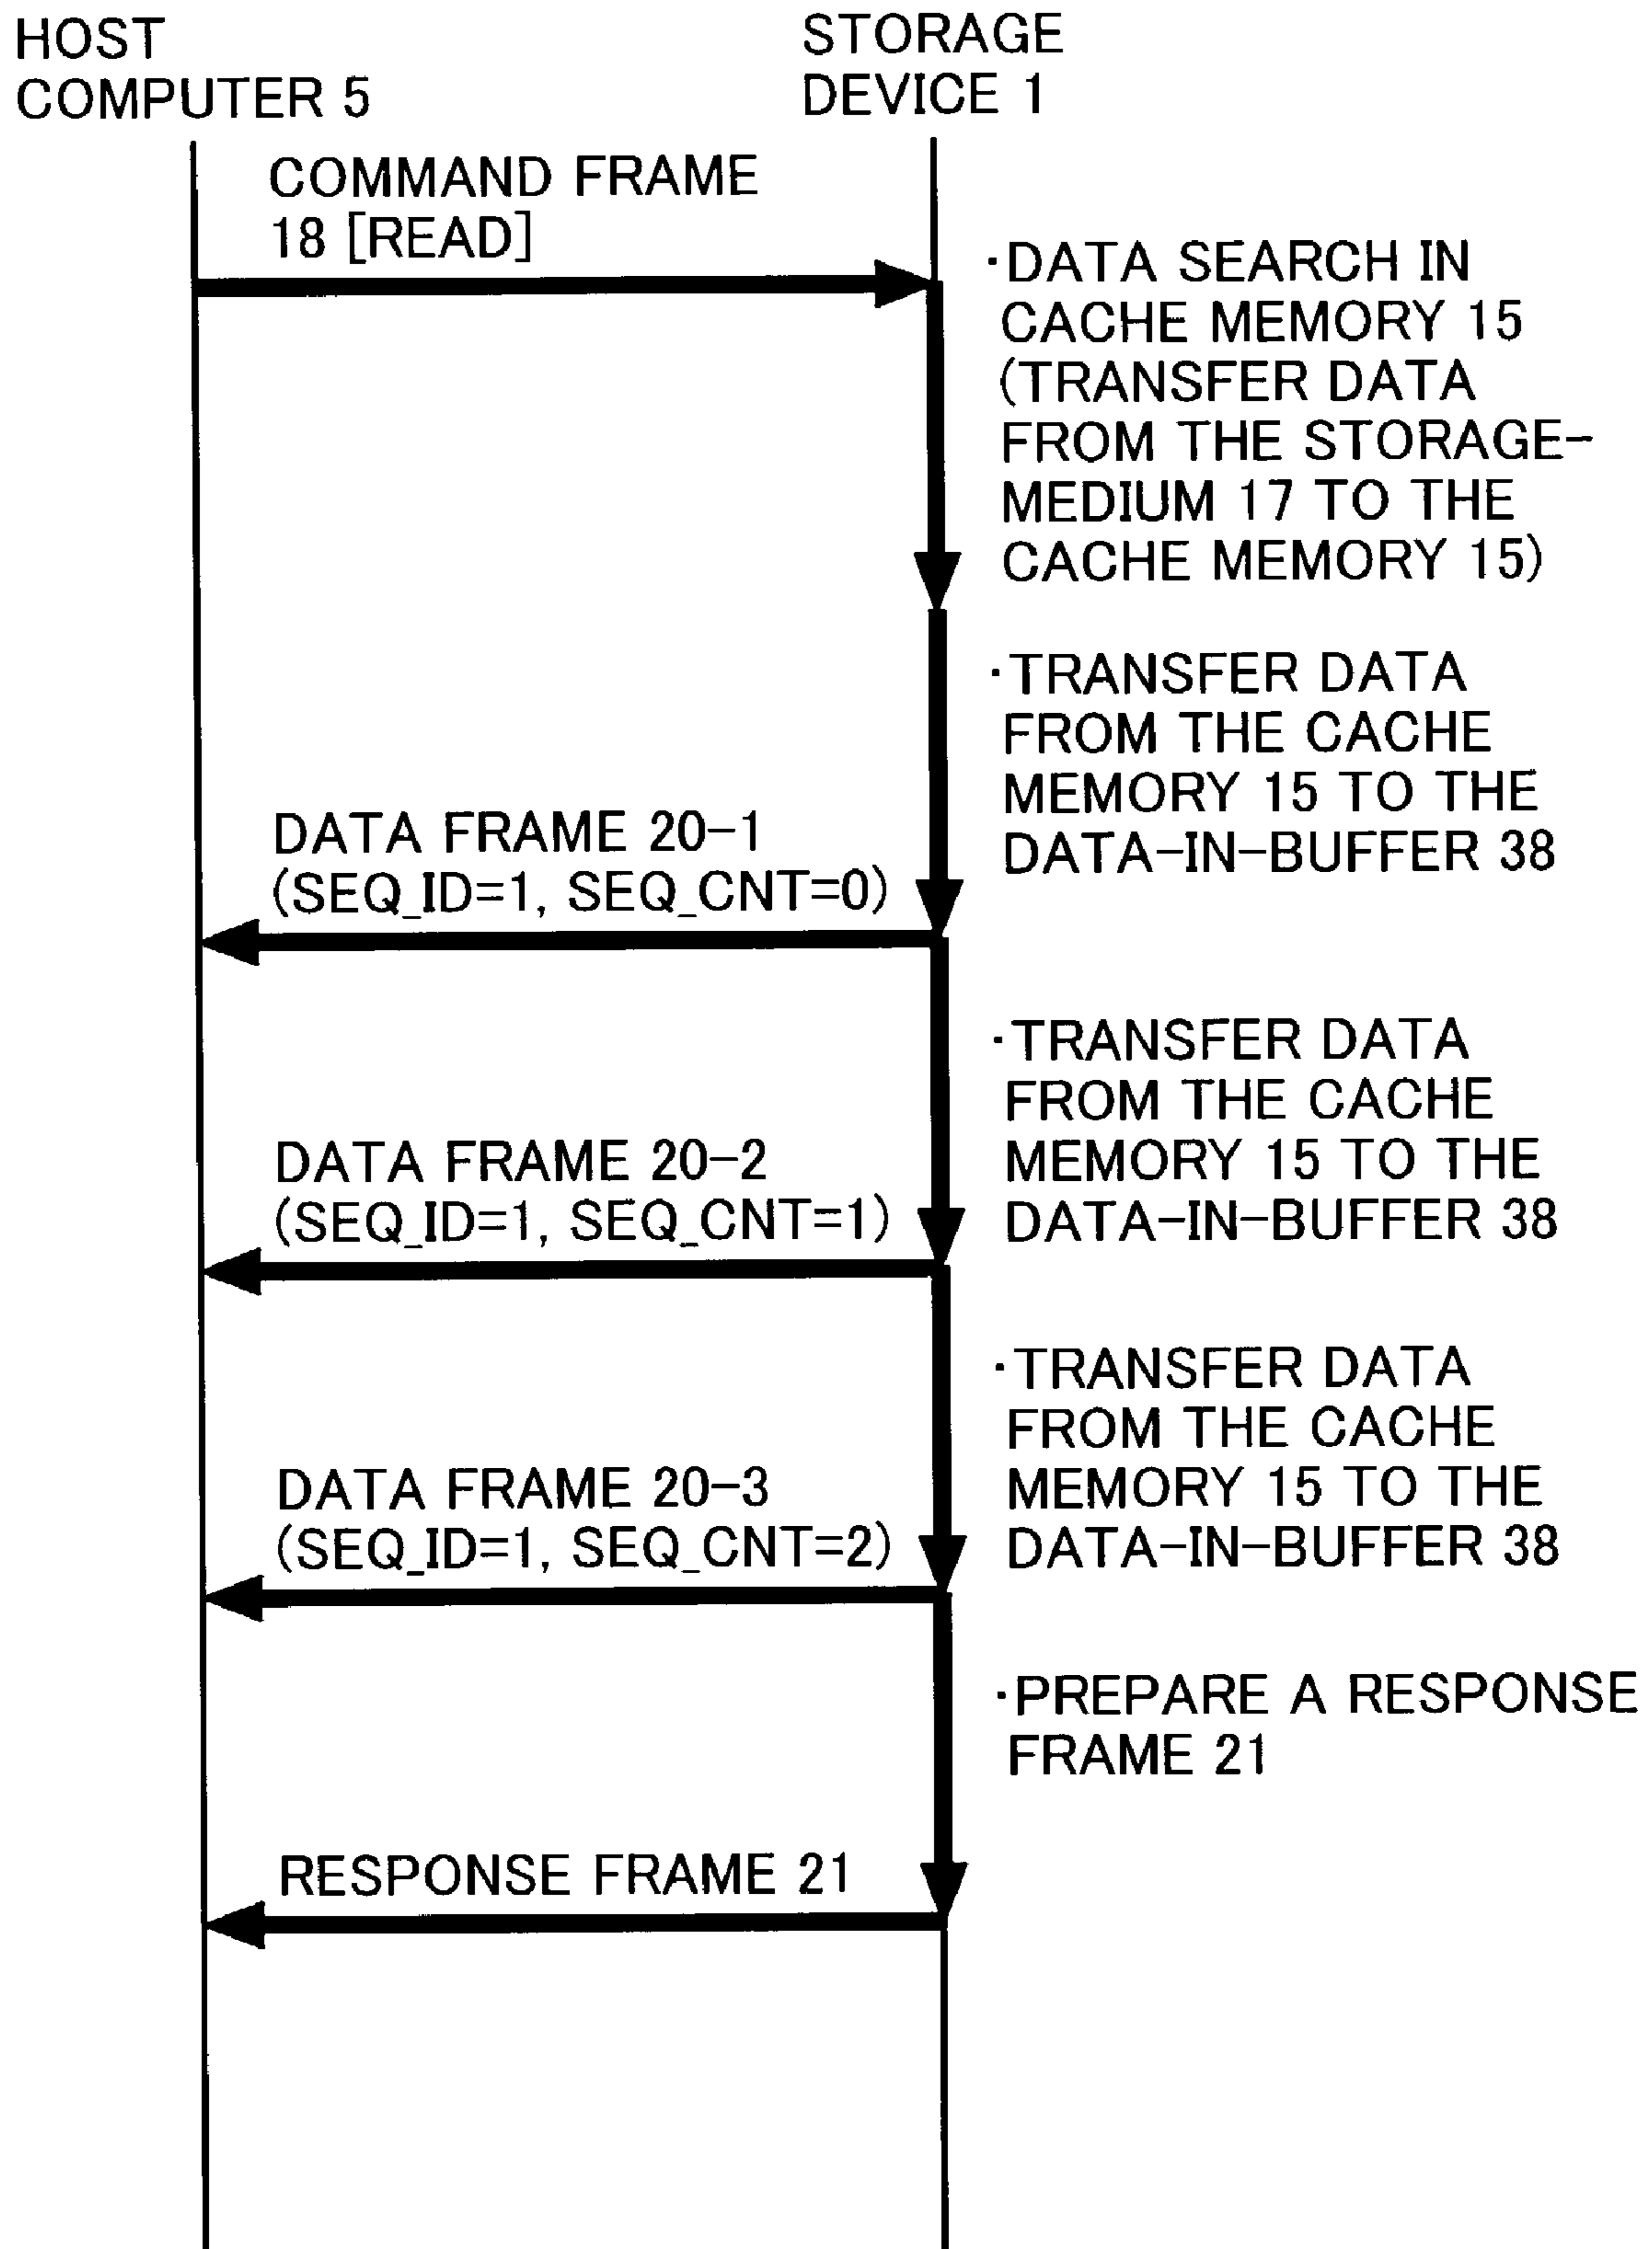 HOST
COMPUTER 5
STORAGE
DEVICE 1
COMMAND FRAME
18 [READ]
·DATA SEARCH IN
CACHE MEMORY 15
(TRANSFER DATA
FROM THE STORAGE-
MEDIUM 17 TO THE
CACHE MEMORY 15)
·TRANSFER DATA
FROM THE CACHE
MEMORY 15 TO THE
DATA-IN-BUFFER 38
DATA FRAME 20-1
(SEQ_ID=1, SEQ_CNT=0)
·TRANSFER DATA
FROM THE CACHE
MEMORY 15 TO THE
DATA-IN-BUFFER 38
DATA FRAME 20-2
(SEQ_ID=1, SEQ_CNT=1)
·TRANSFER DATA
FROM THE CACHE
MEMORY 15 TO THE
DATA-IN-BUFFER 38
DATA FRAME 20-3
(SEQ_ID=1, SEQ_CNT=2)
·PREPARE A RESPONSE
FRAME 21
RESPONSE FRAME 21